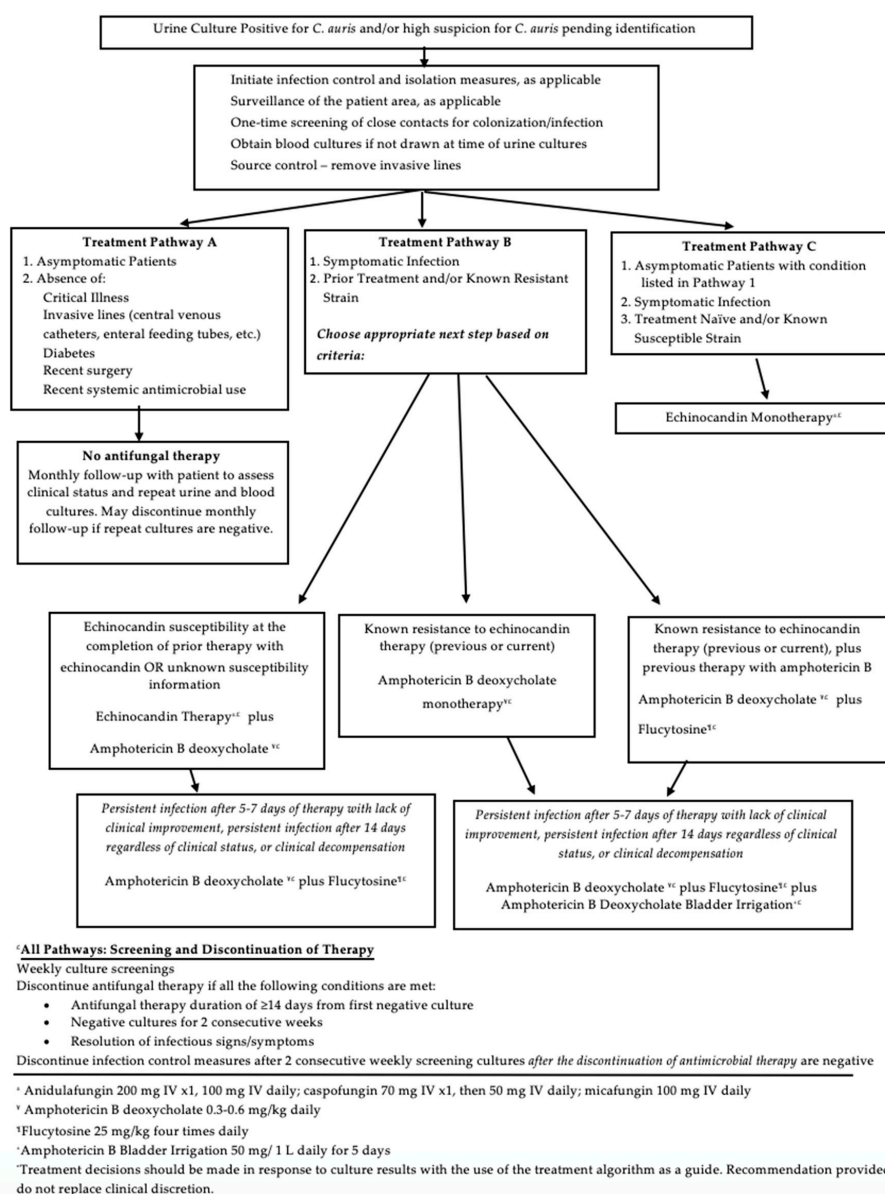 Urine Culture Positive for C. auris and/or high suspicion for C. auris pending identification
Initiate infection control and isolation measures, as applicable
Surveillance of the patient area, as applicable
One-time screening of close contacts for colonization/infection
Obtain blood cultures if not drawn at time of urine cultures
Source control – remove invasive lines
Treatment Pathway A
1. Asymptomatic Patients
2. Absence of:
Critical Illness
Invasive lines (central venous
catheters, enteral feeding tubes, etc.)
Diabetes
Recent surgery
Recent systemic antimicrobial use
Treatment Pathway B
1. Symptomatic Infection
2. Prior Treatment and/or Known Resistant
Strain
Choose appropriate next step based on
criteria:
Treatment Pathway C
1. Asymptomatic Patients with condition
listed in Pathway 1
2. Symptomatic Infection
3. Treatment Naïve and/or Known
Susceptible Strain
Echinocandin Monotherapy
No antifungal therapy
Monthly follow-up with patient to assess
clinical status and repeat urine and blood
cultures. May discontinue monthly
follow-up if repeat cultures are negative.
Echinocandin susceptibility at the
completion of prior therapy with
echinocandin OR unknown susceptibility
information
Echinocandin Therapy plus
Amphotericin B deoxycholate ¥£
Known resistance to echinocandin
therapy (previous or current)
Amphotericin B deoxycholate
monotherapy¥£
Known resistance to echinocandin
therapy (previous or current), plus
previous therapy with amphotericin B
Amphotericin B deoxycholate ¥£ plus
Flucytosine¶£
Persistent infection after 5-7 days of therapy with lack of
clinical improvement, persistent infection after 14 days
regardless of clinical status, or clinical decompensation
Amphotericin B deoxycholate ¥£ plus Flucytosine¶£
Persistent infection after 5-7 days of therapy with lack of clinical
improvement, persistent infection after 14 days regardless of clinical
status, or clinical decompensation
Amphotericin B deoxycholate ¥£ plus Flucytosine¶£ plus
Amphotericin B Deoxycholate Bladder Irrigation
£All Pathways: Screening and Discontinuation of Therapy
Weekly culture screenings
Discontinue antifungal therapy if all the following conditions are met:
• Antifungal therapy duration of ≥14 days from first negative culture
• Negative cultures for 2 consecutive weeks
• Resolution of infectious signs/symptoms
Discontinue infection control measures after 2 consecutive weekly screening cultures after the discontinuation of antimicrobial therapy are negative
Anidulafungin 200 mg IV x1, 100 mg IV daily; caspofungin 70 mg IV x1, then 50 mg IV daily; micafungin 100 mg IV daily
¥ Amphotericin B deoxycholate 0.3-0.6 mg/kg daily
¶Flucytosine 25 mg/kg four times daily
Amphotericin B Bladder Irrigation 50 mg/ 1 L daily for 5 days
Treatment decisions should be made in response to culture results with the use of the treatment algorithm as a guide. Recommendation provide
do not replace clinical discretion.